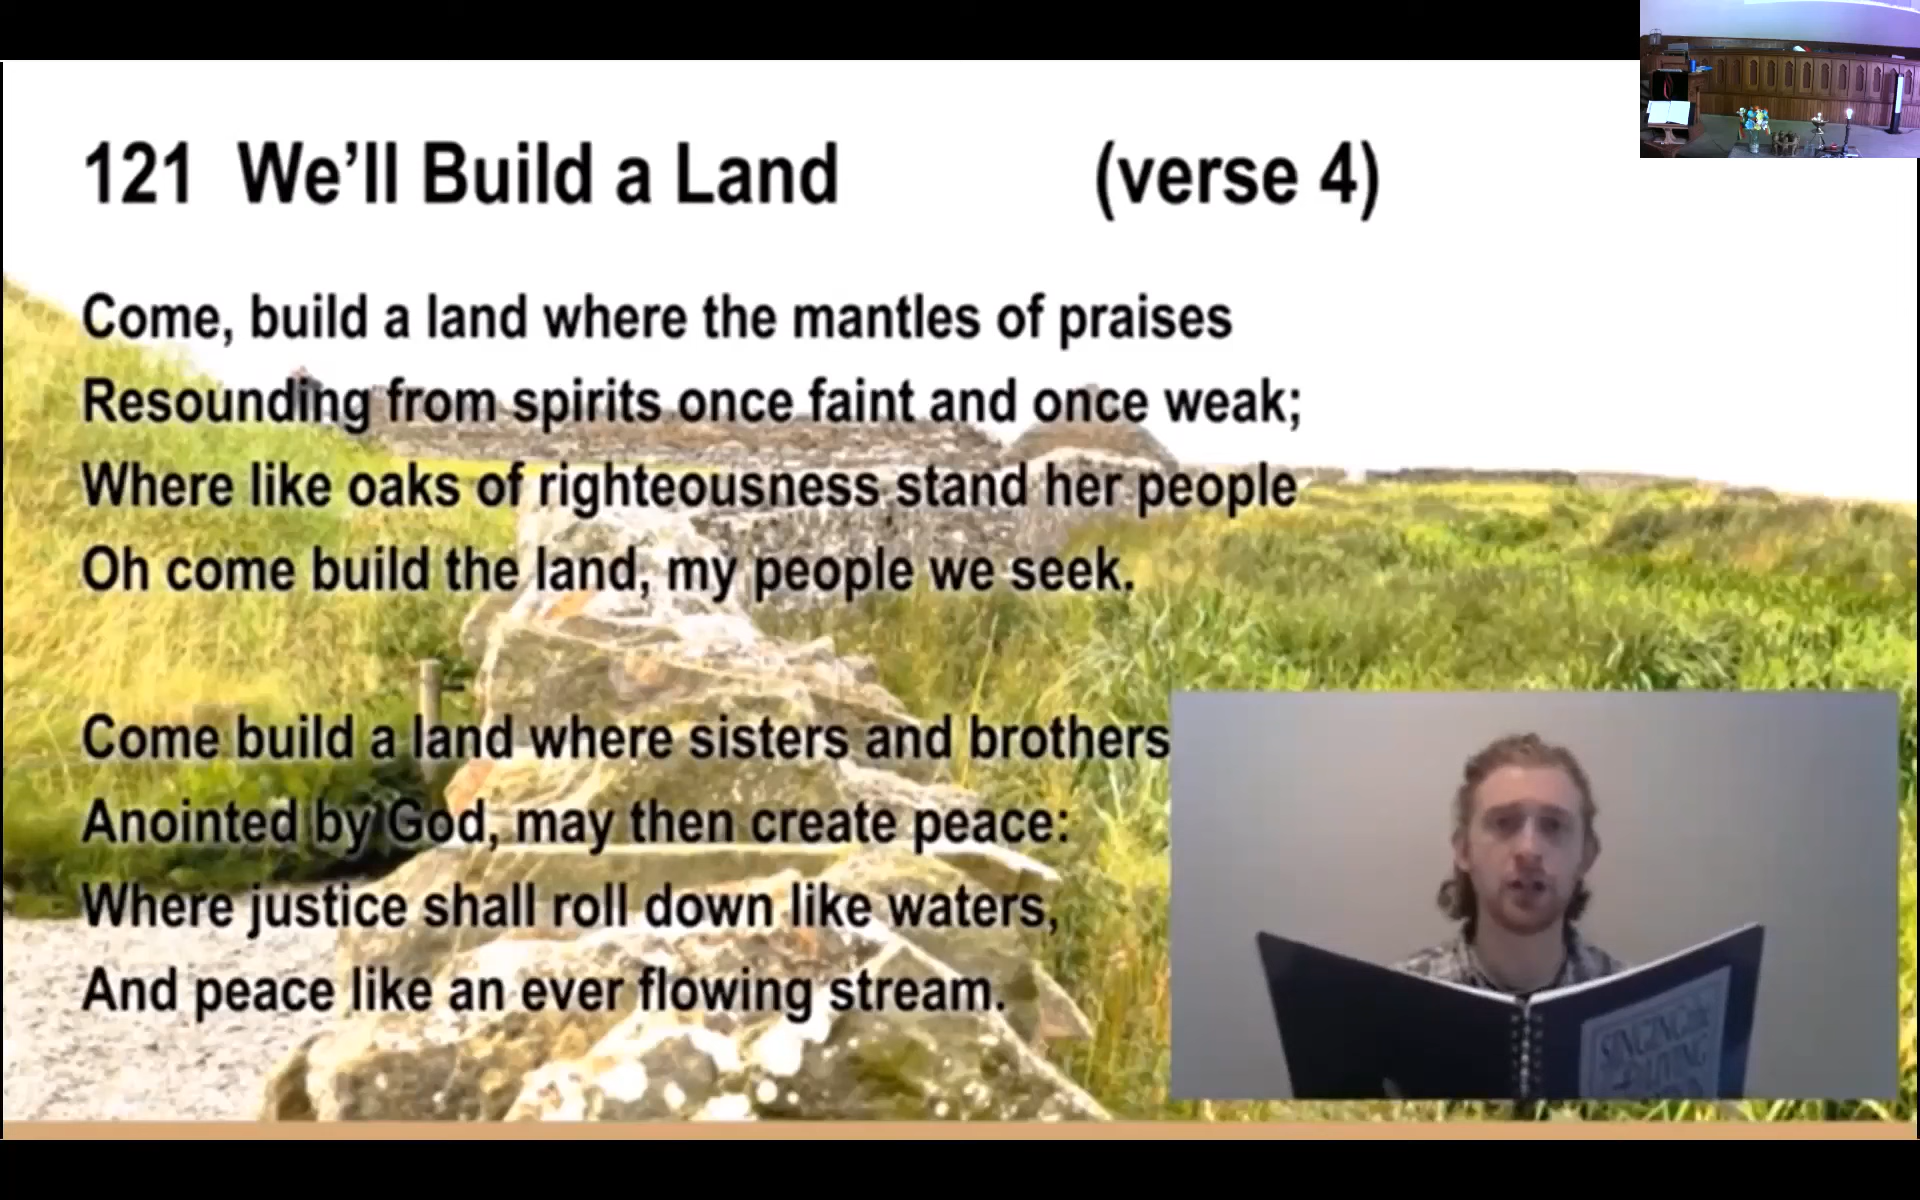 121 We’ll Build a Land (verse 4)
Come, build a land where the mantles of praises
Resounding from spirits once faint and once weak;
Where like oaks of righteousness stand her people
Oh come build the land, my people we seek.
Come build a land where sisters and brothers
Anointed by God, may then create peace:
Where justice shall roll down like waters,
And peace like an ever flowing stream.
SINGING the
LIVING